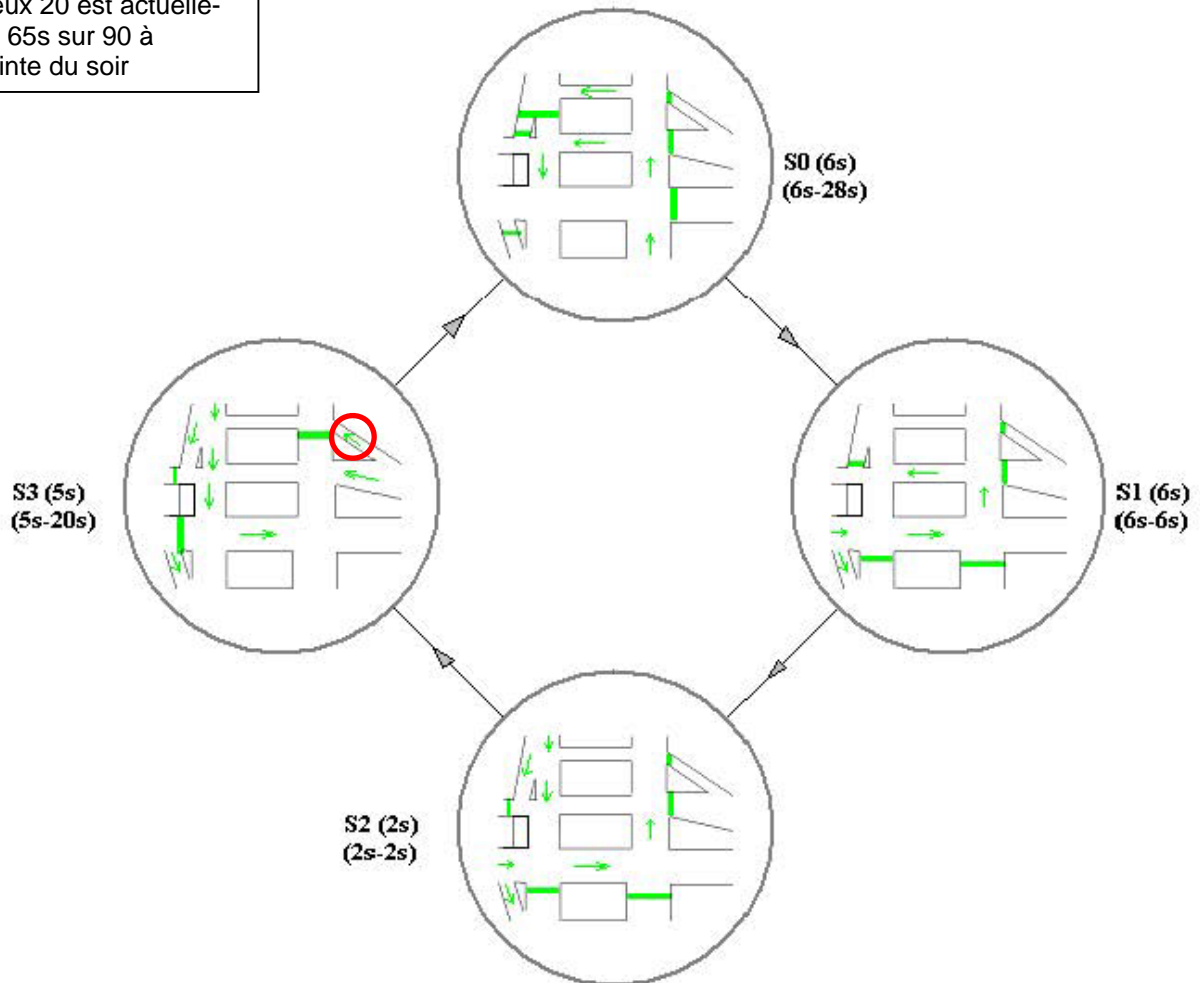 eux 20 est actuelle-
65s sur 90 à
inte du soir
S0 (6s)
(6s-28s)
S3 (5s)
(5s-20s)
S1 (6s)
(6s-6s)
S2 (2s)
(2s-2s)